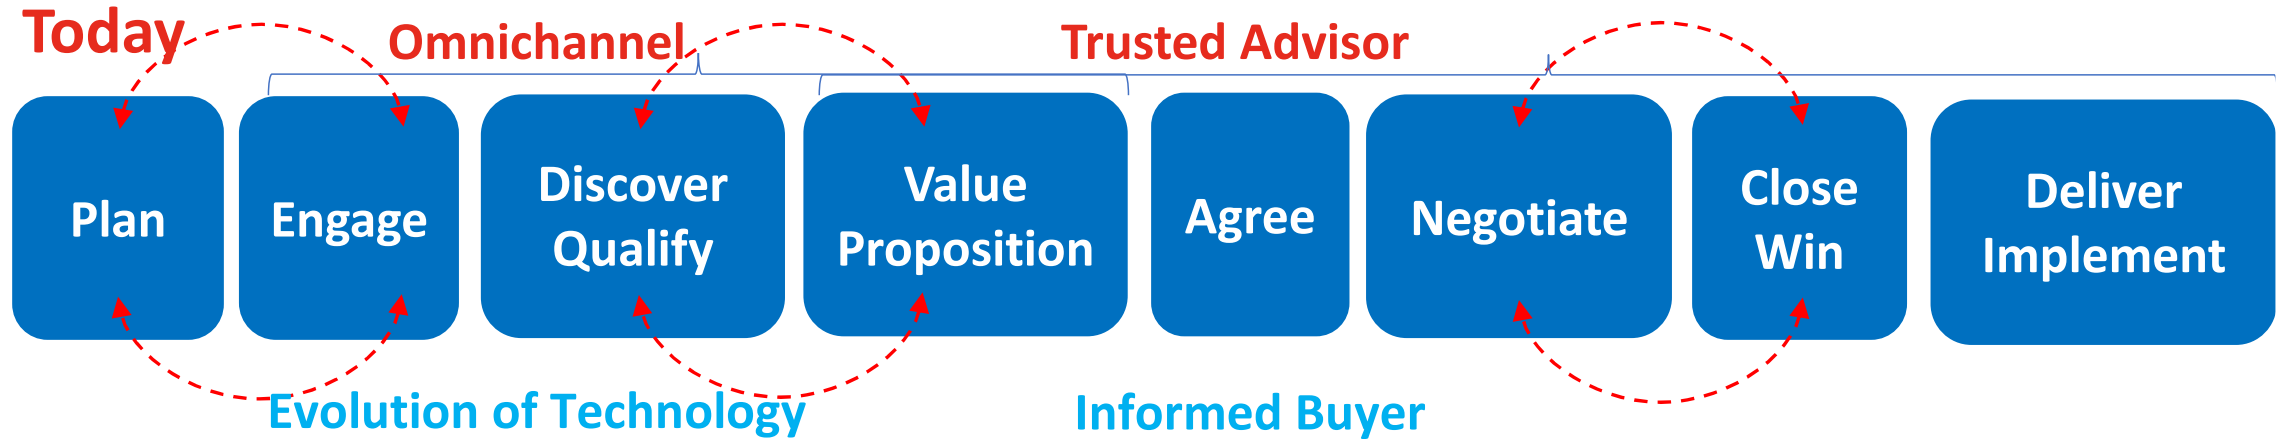 Today
Omnichannel
Trusted Advisor
Plan
Engage
Discover
Qualify
Value
Proposition
Agree
Negotiate
Close
Win
Deliver
Implement
Evolution of Technology
Informed Buyer